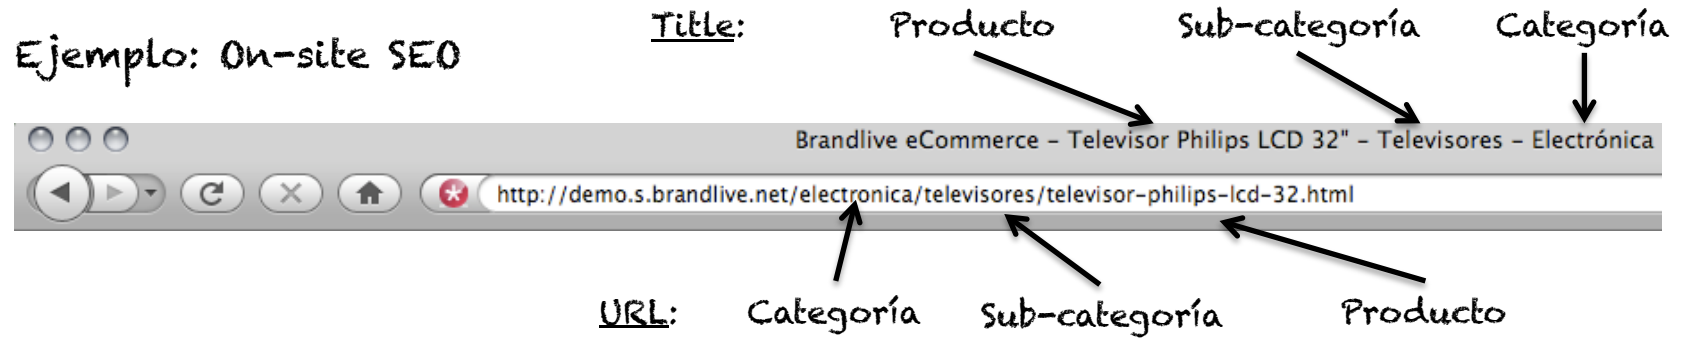 Title: Producto Sub-categoría Categoría
Ejemplo: On-site SEO
Brandlive eCommerce – Televisor Philips LCD 32" – Televisores – Electrónica
http://demo.s.brandlive.net/electronica/televisores/televisor-philips-lcd-32.html
URL: Categoría Sub-categoría Producto